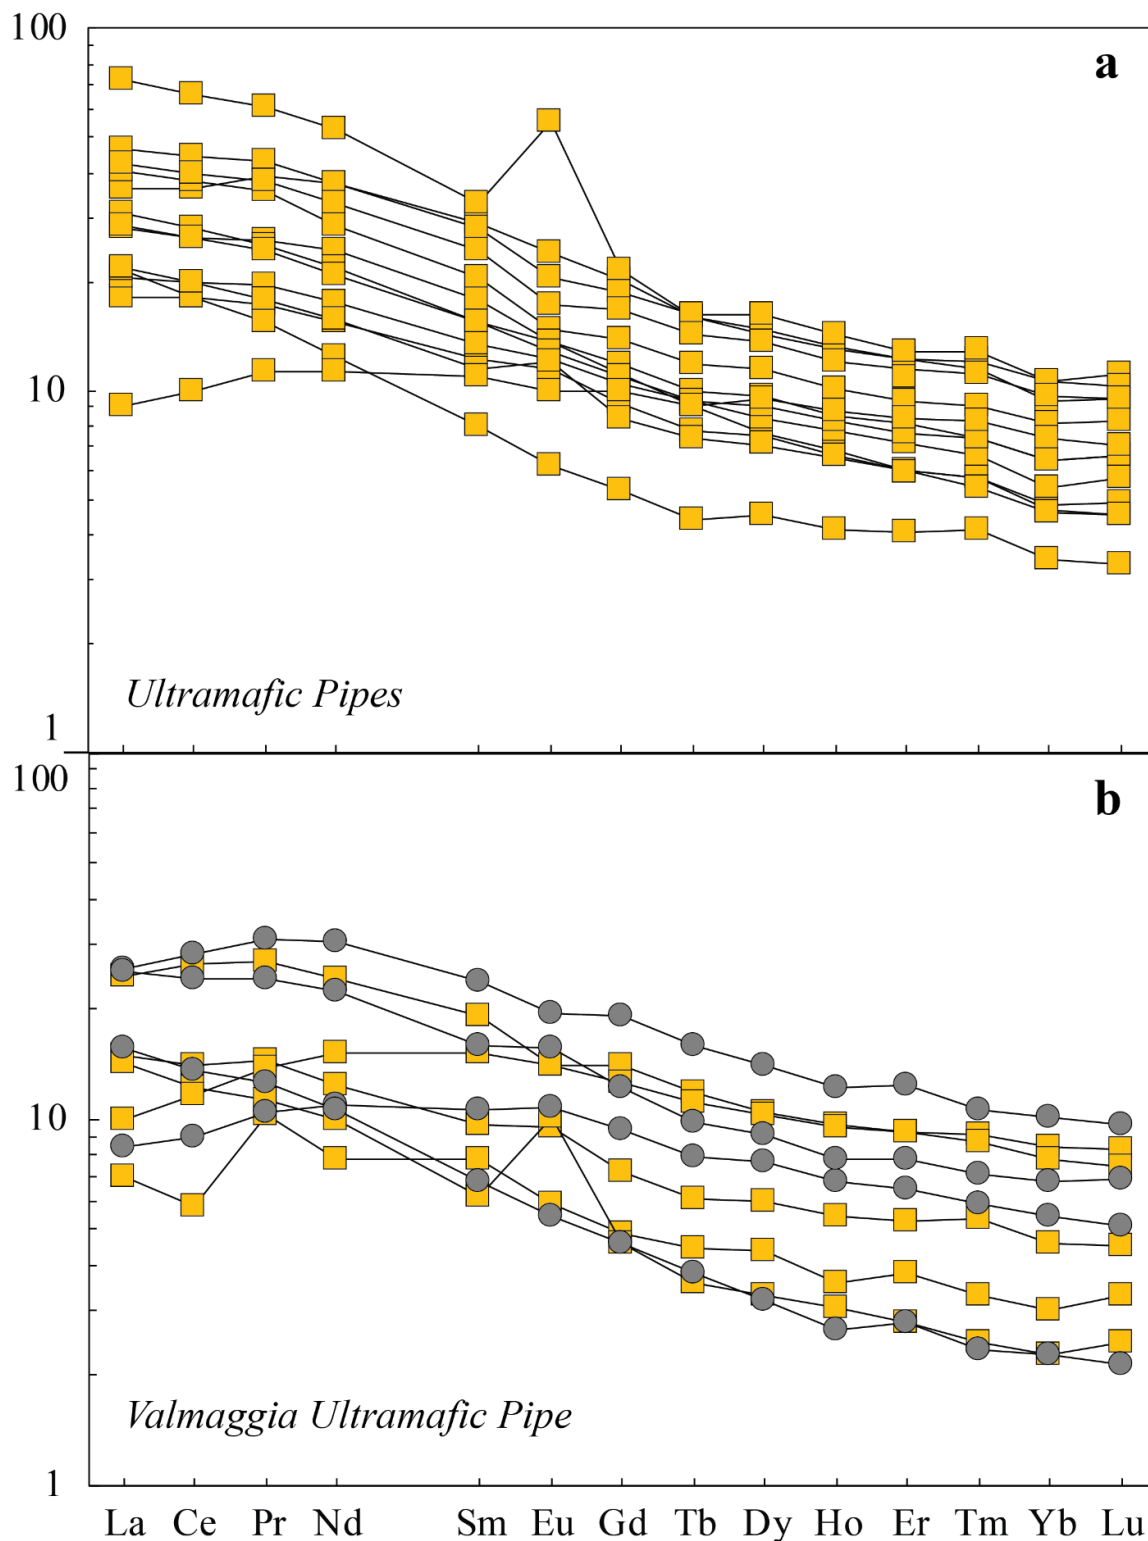 100
a
10
Ultramafic Pipes
1
100
b
10
Valmaggia Ultramafic Pipe
1
La Ce Pr Nd Sm Eu Gd Tb Dy Ho Er Tm Yb Lu